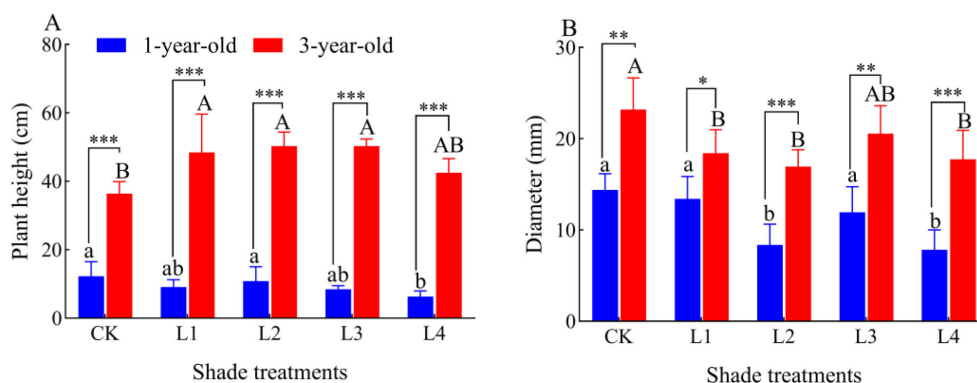 A
1-year-old 3-year-old
Plant height (cm)
80
60
40
20
0
*** *** *** *** ***
a B ab A a A ab A b AB
CK L1 L2 L3 L4
Shade treatments
B
Diameter (mm)
30
20
10
0
** * *** ** ***
a A a B b B a AB b B
CK L1 L2 L3 L4
Shade treatments